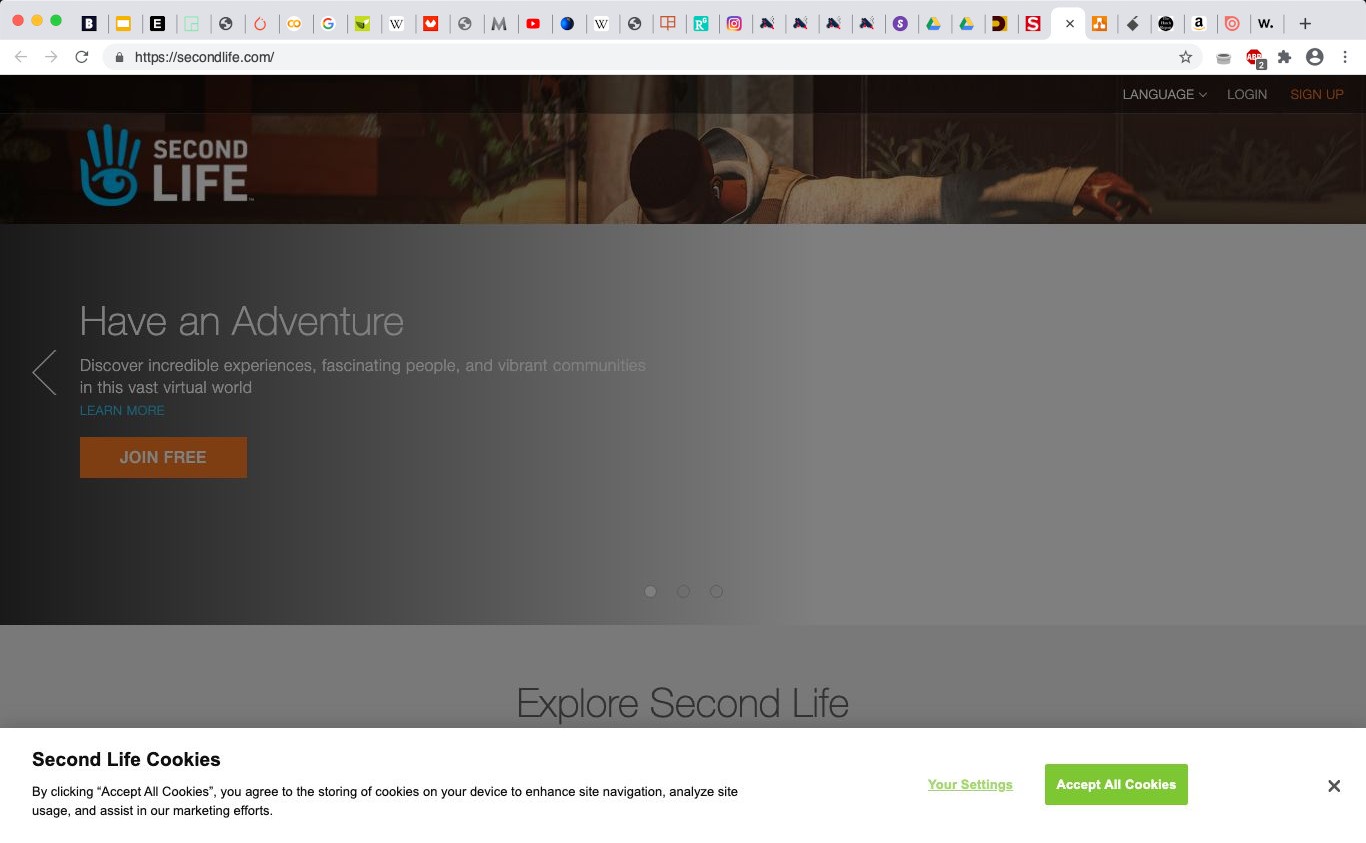 https://secondlife.com/
2
LANGUAGE
LOGIN
SIGN UP
SECOND
LIFE
Have an Adventure
Discover incredible experiences, fascinating people, and vibrant communities
in this vast virtual world
LEARN MORE
JOIN FREE
Explore Second Life
Second Life Cookies
By clicking “Accept All Cookies”, you agree to the storing of cookies on your device to enhance site navigation, analyze site
usage, and assist in our marketing efforts.
Your Settings
Accept All Cookies